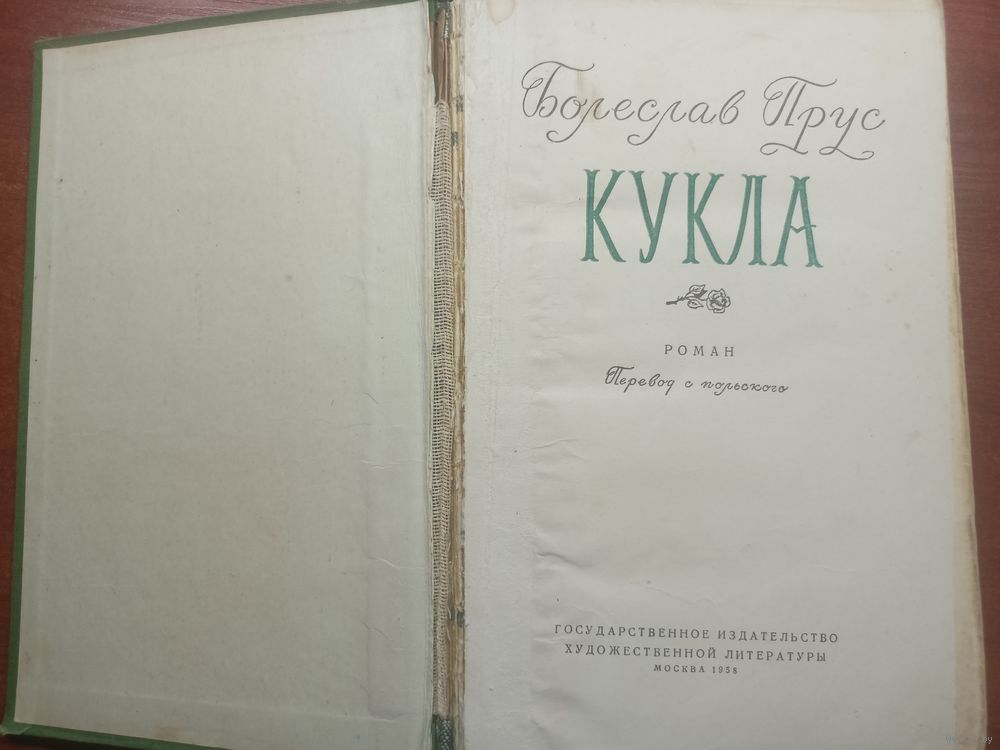 Болеслав Прус
КУКЛА
РОМАН
Перевод с польского
ГОСУДАРСТВЕННОЕ ИЗДАТЕЛЬСТВО
ХУДОЖЕСТВЕННОЙ ЛИТЕРАТУРЫ
МОСКВА 1958